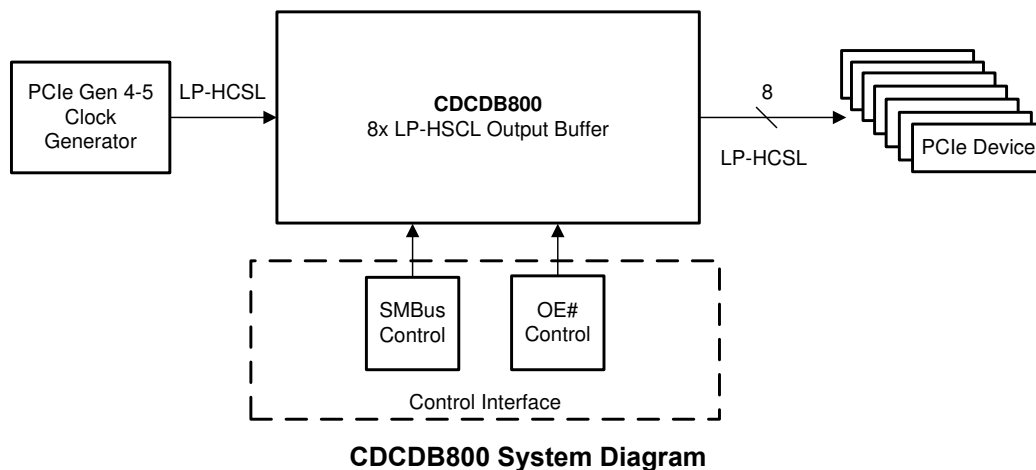 PCIe Gen 4-5
Clock
Generator
LP-HCSL
CDCDB800
8x LP-HSCL Output Buffer
8
LP-HCSL
PCIe Device
SMBus
Control
OE#
Control
Control Interface
CDCDB800 System Diagram